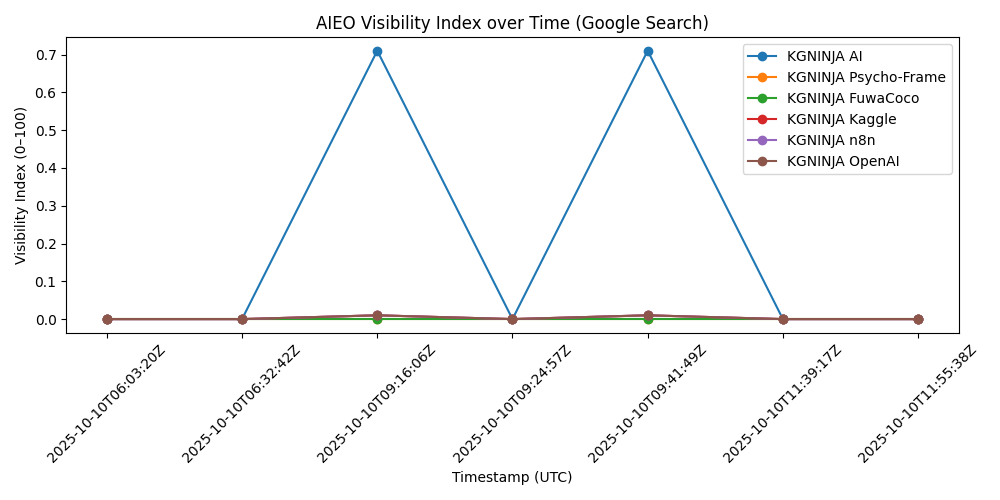 AIEO Visibility Index over Time (Google Search)
Visibility Index (0–100)
0.7
0.6
0.5
0.4
0.3
0.2
0.1
0.0
KGNINJA AI
KGNINJA Psycho-Frame
KGNINJA FuwaCoco
KGNINJA Kaggle
KGNINJA n8n
KGNINJA OpenAI
2025-10-10T06:03:20Z
2025-10-10T06:32:42Z
2025-10-10T09:16:06Z
2025-10-10T09:24:57Z
2025-10-10T09:41:49Z
2025-10-10T11:39:17Z
2025-10-10T11:55:38Z
Timestamp (UTC)